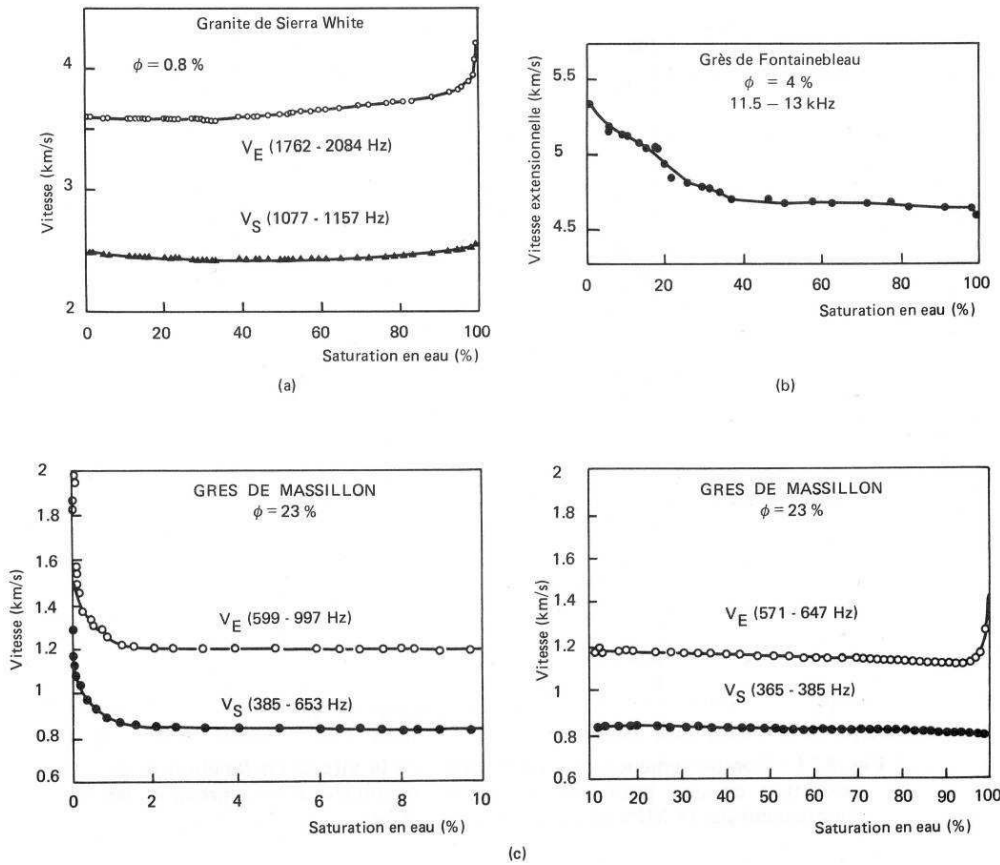 Granite de Sierra White
ϕ = 0.8 %
4
3
2
Vitesse (km/s)
V_E (1762 - 2084 Hz)
V_S (1077 - 1157 Hz)
0 20 40 60 80 100
Saturation en eau (%)
(a)
Grès de Fontainebleau
ϕ = 4 %
11.5 – 13 kHz
5.5
5
4.5
Vitesse extensionnelle (km/s)
0 20 40 60 80 100
Saturation en eau (%)
(b)
GRES DE MASSILLON
ϕ = 23 %
2
1.8
1.6
1.4
1.2
1
0.8
0.6
Vitesse (km/s)
V_E (599 - 997 Hz)
V_S (385 - 653 Hz)
0 2 4 6 8 10
Saturation en eau (%)
GRES DE MASSILLON
ϕ = 23 %
2
1.8
1.6
1.4
1.2
1
0.8
0.6
Vitesse (km/s)
V_E (571 - 647 Hz)
V_S (365 - 385 Hz)
10 20 30 40 50 60 70 80 90 100
Saturation en eau (%)
(c)